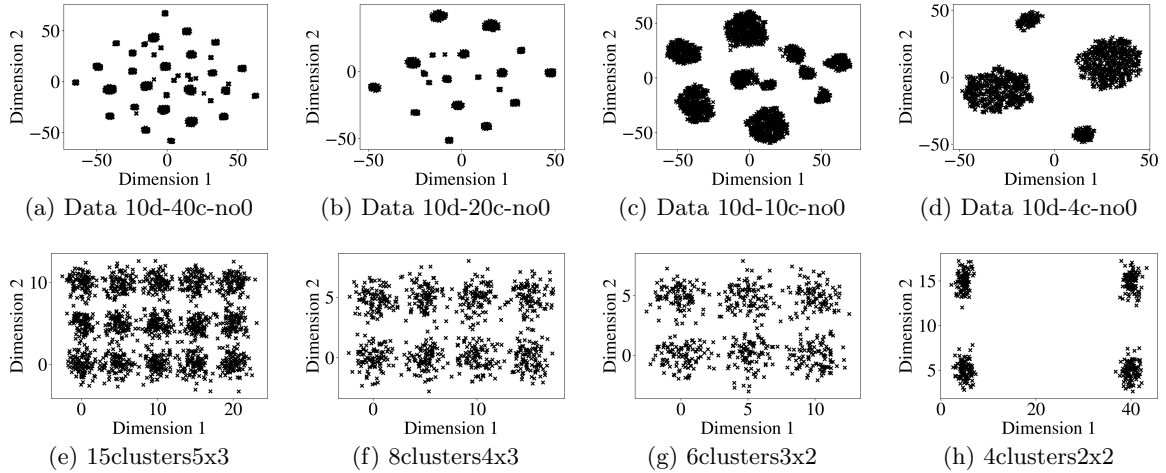 50
0
−50
Dimension 2
−50 0 50
Dimension 1
(a) Data 10d-40c-no0
50
0
−50
Dimension 2
−50 0 50
Dimension 1
(b) Data 10d-20c-no0
50
0
−50
Dimension 2
−50 0 50
Dimension 1
(c) Data 10d-10c-no0
50
0
−50
Dimension 2
−50 0 50
Dimension 1
(d) Data 10d-4c-no0
10
5
0
Dimension 2
0 10 20
Dimension 1
(e) 15clusters5x3
5
0
Dimension 2
0 10
Dimension 1
(f) 8clusters4x3
5
0
Dimension 2
0 5 10
Dimension 1
(g) 6clusters3x2
15
10
5
Dimension 2
0 20 40
Dimension 1
(h) 4clusters2x2